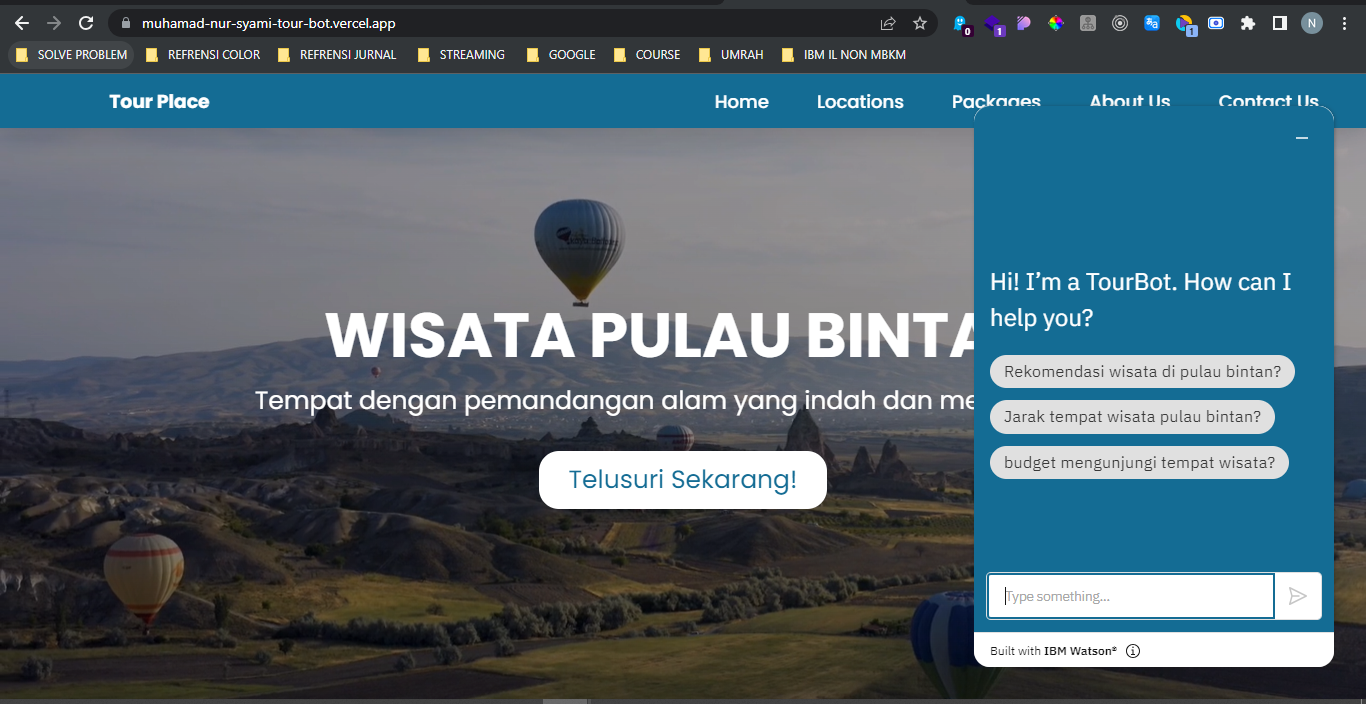 muhamad-nur-syami-tour-bot.vercel.app
0
1
1
N
SOLVE PROBLEM REFRENSI COLOR REFRENSI JURNAL STREAMING GOOGLE COURSE UMRAH IBM IL NON MBKM
Tour Place Home Locations Packages About Us Contact Us
WISATA PULAU BINTA
Tempat dengan pemandangan alam yang indah dan me
Telusuri Sekarang!
Hi! I'm a TourBot. How can I
help you?
Rekomendasi wisata di pulau bintan?
Jarak tempat wisata pulau bintan?
budget mengunjungi tempat wisata?
Type something...
Built with IBM Watson®